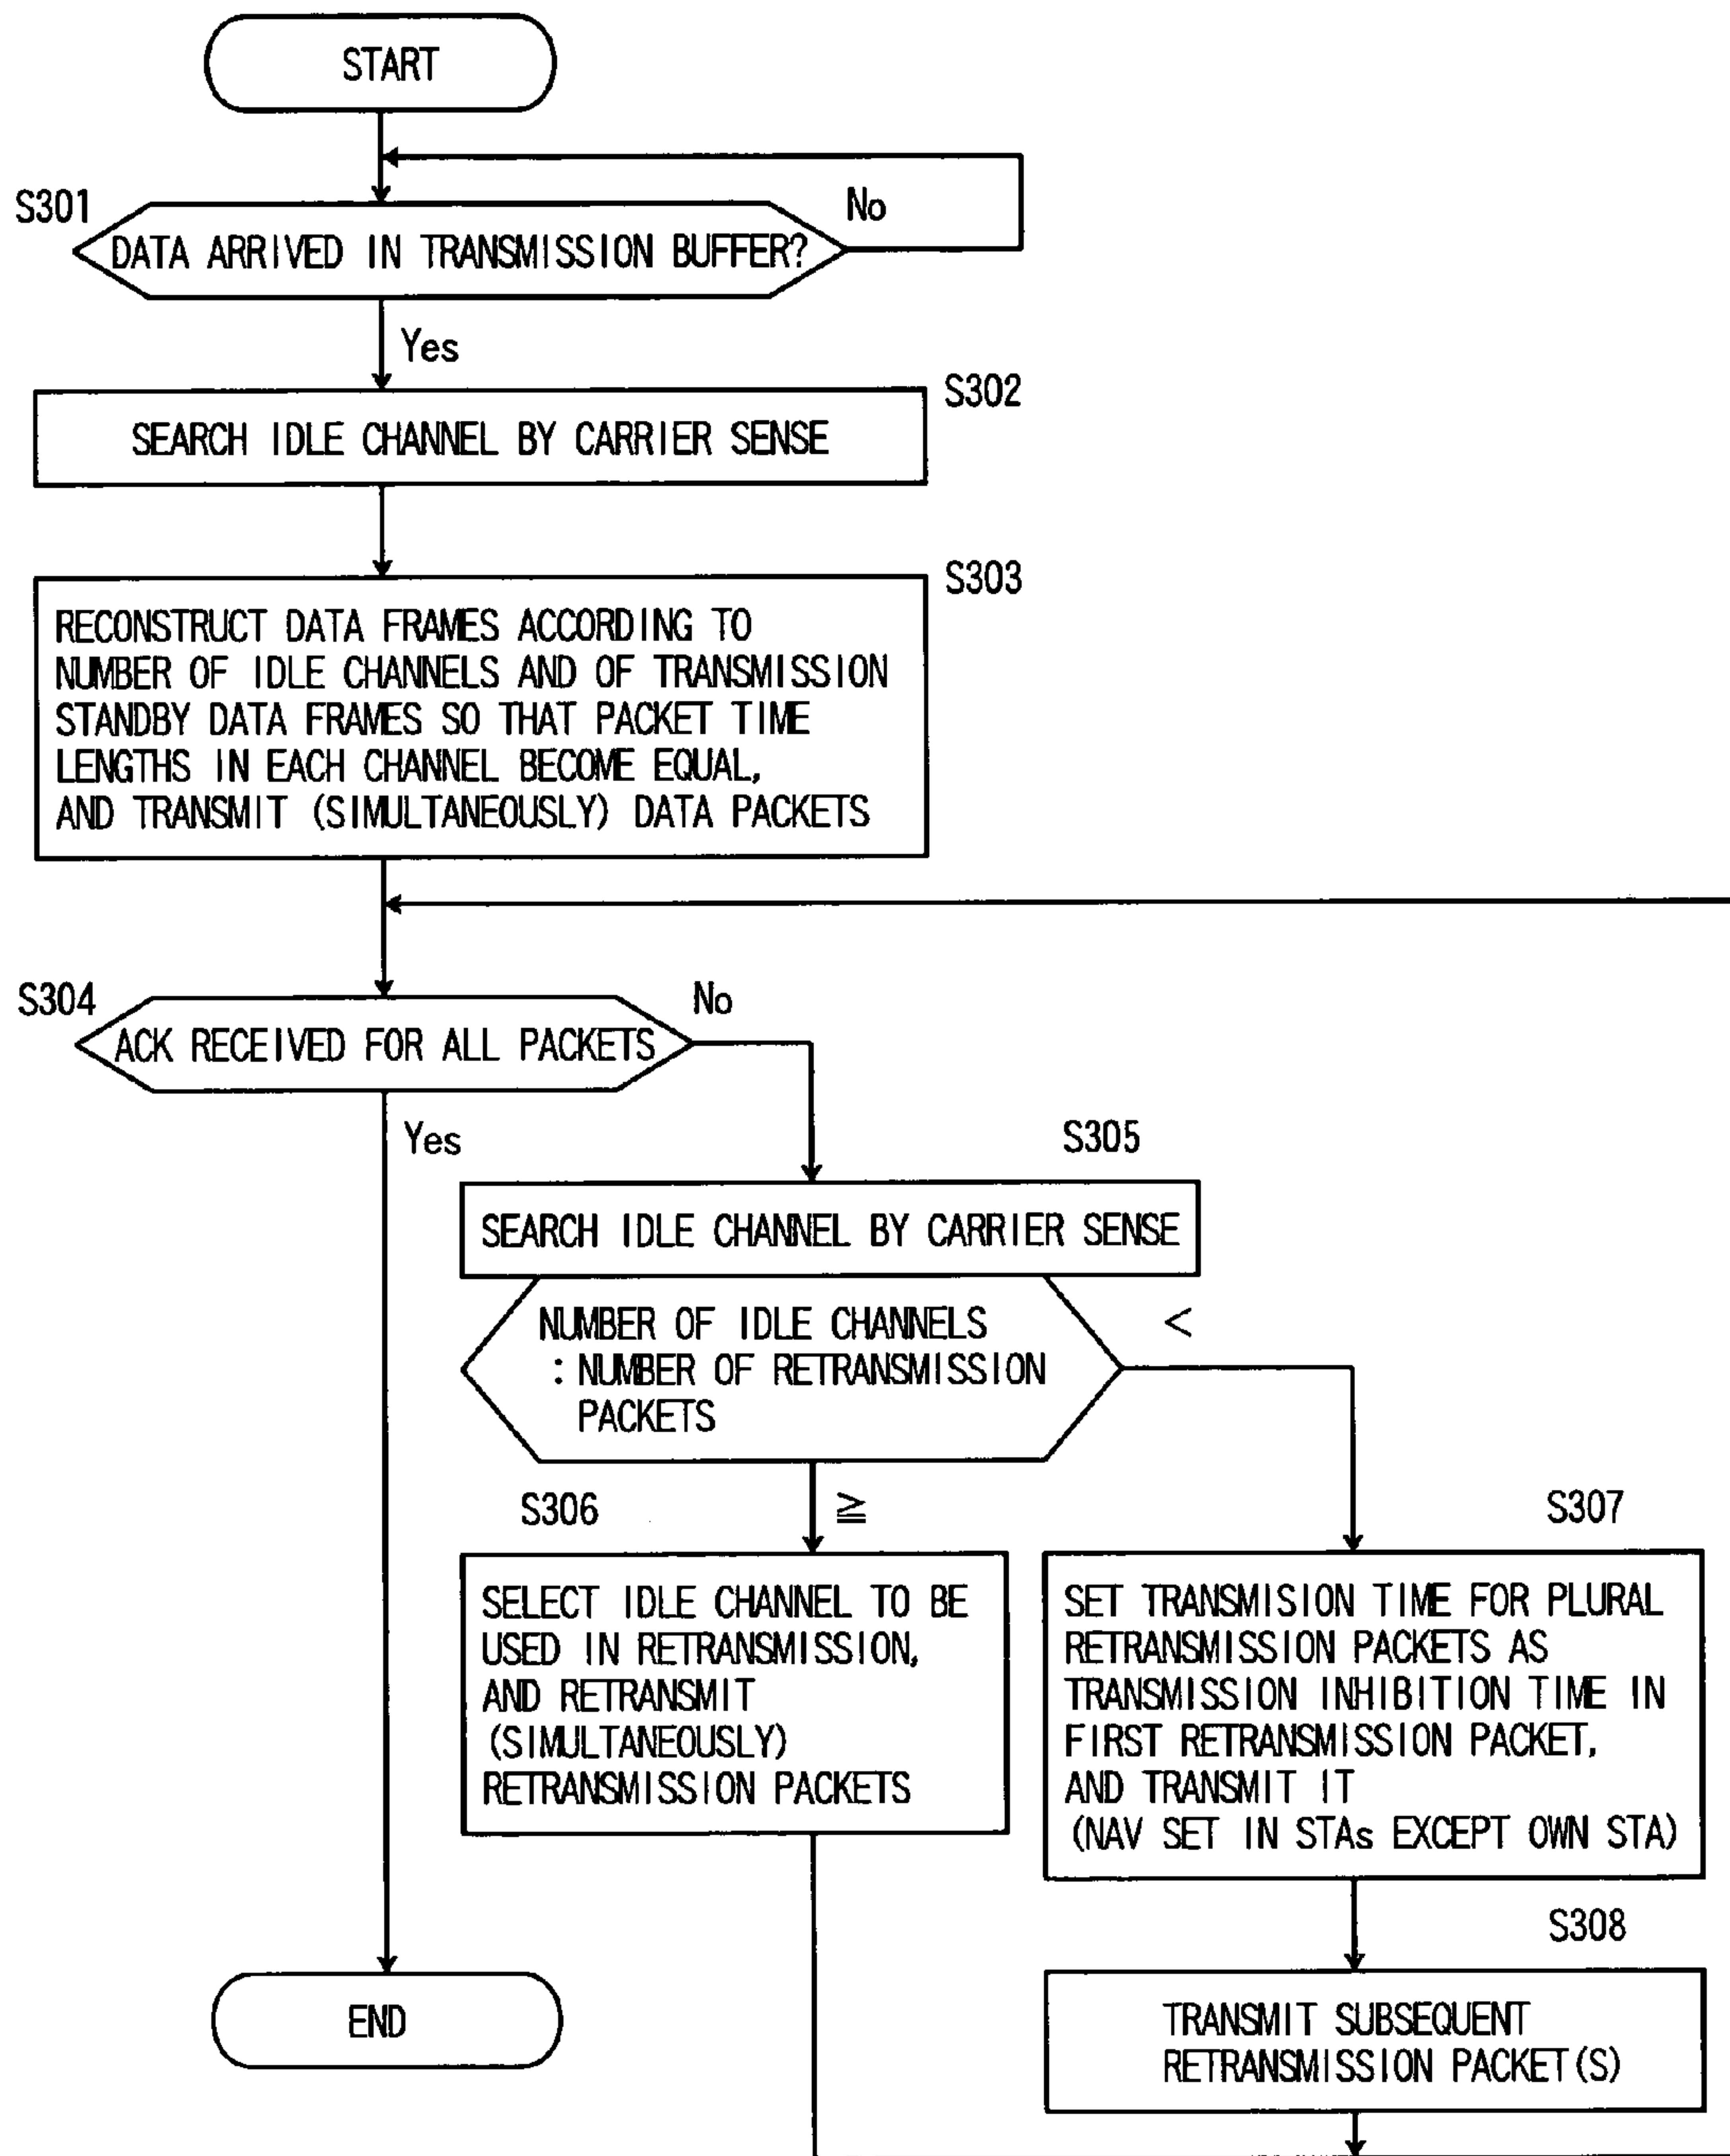 START
S301
DATA ARRIVED IN TRANSMISSION BUFFER?
No
Yes
S302
SEARCH IDLE CHANNEL BY CARRIER SENSE
S303
RECONSTRUCT DATA FRAMES ACCORDING TO
NUMBER OF IDLE CHANNELS AND OF TRANSMISSION
STANDBY DATA FRAMES SO THAT PACKET TIME
LENGTHS IN EACH CHANNEL BECOME EQUAL,
AND TRANSMIT (SIMULTANEOUSLY) DATA PACKETS
S304
ACK RECEIVED FOR ALL PACKETS
No
Yes
S305
SEARCH IDLE CHANNEL BY CARRIER SENSE
NUMBER OF IDLE CHANNELS
: NUMBER OF RETRANSMISSION
PACKETS
<
≧
S306
SELECT IDLE CHANNEL TO BE
USED IN RETRANSMISSION,
AND RETRANSMIT
(SIMULTANEOUSLY)
RETRANSMISSION PACKETS
S307
SET TRANSMISION TIME FOR PLURAL
RETRANSMISSION PACKETS AS
TRANSMISSION INHIBITION TIME IN
FIRST RETRANSMISSION PACKET,
AND TRANSMIT IT
(NAV SET IN STAs EXCEPT OWN STA)
S308
TRANSMIT SUBSEQUENT
RETRANSMISSION PACKET(S)
END